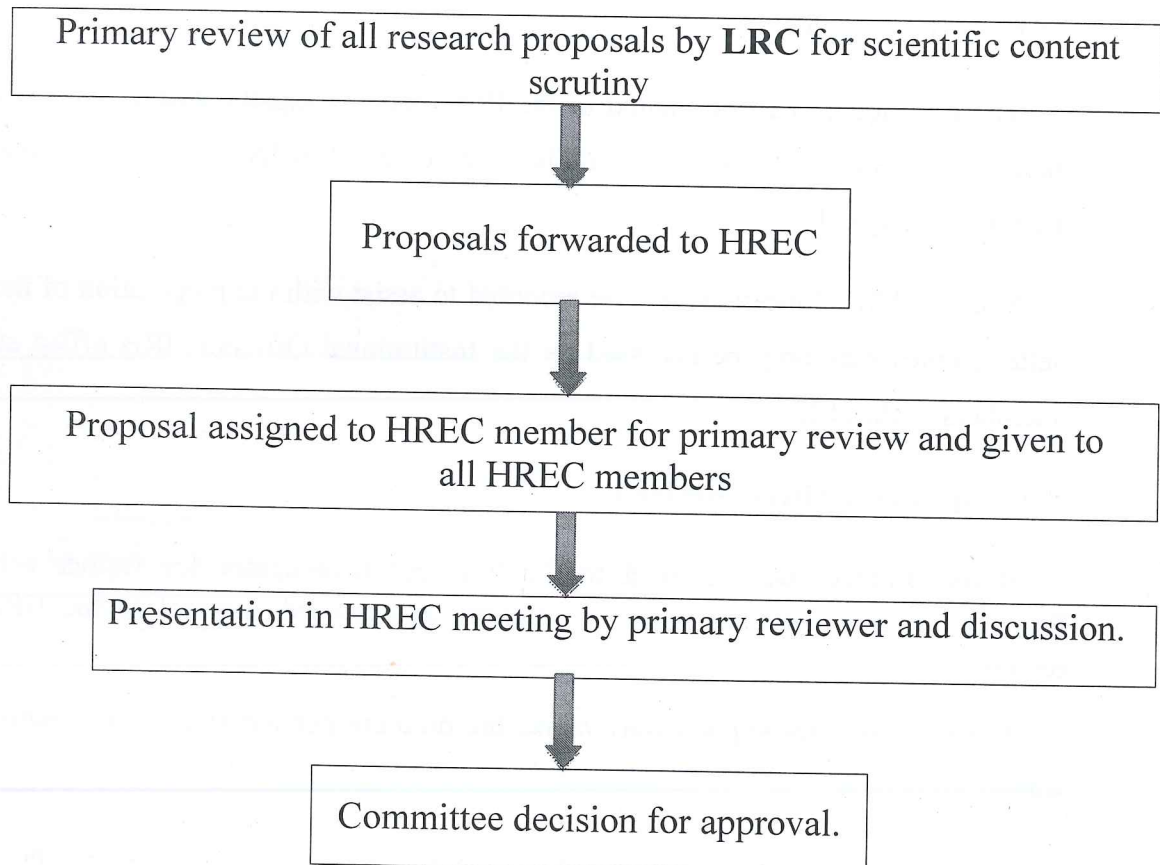 Primary review of all research proposals by LRC for scientific content
scrutiny
Proposals forwarded to HREC
Proposal assigned to HREC member for primary review and given to
all HREC members
Presentation in HREC meeting by primary reviewer and discussion.
Committee decision for approval.